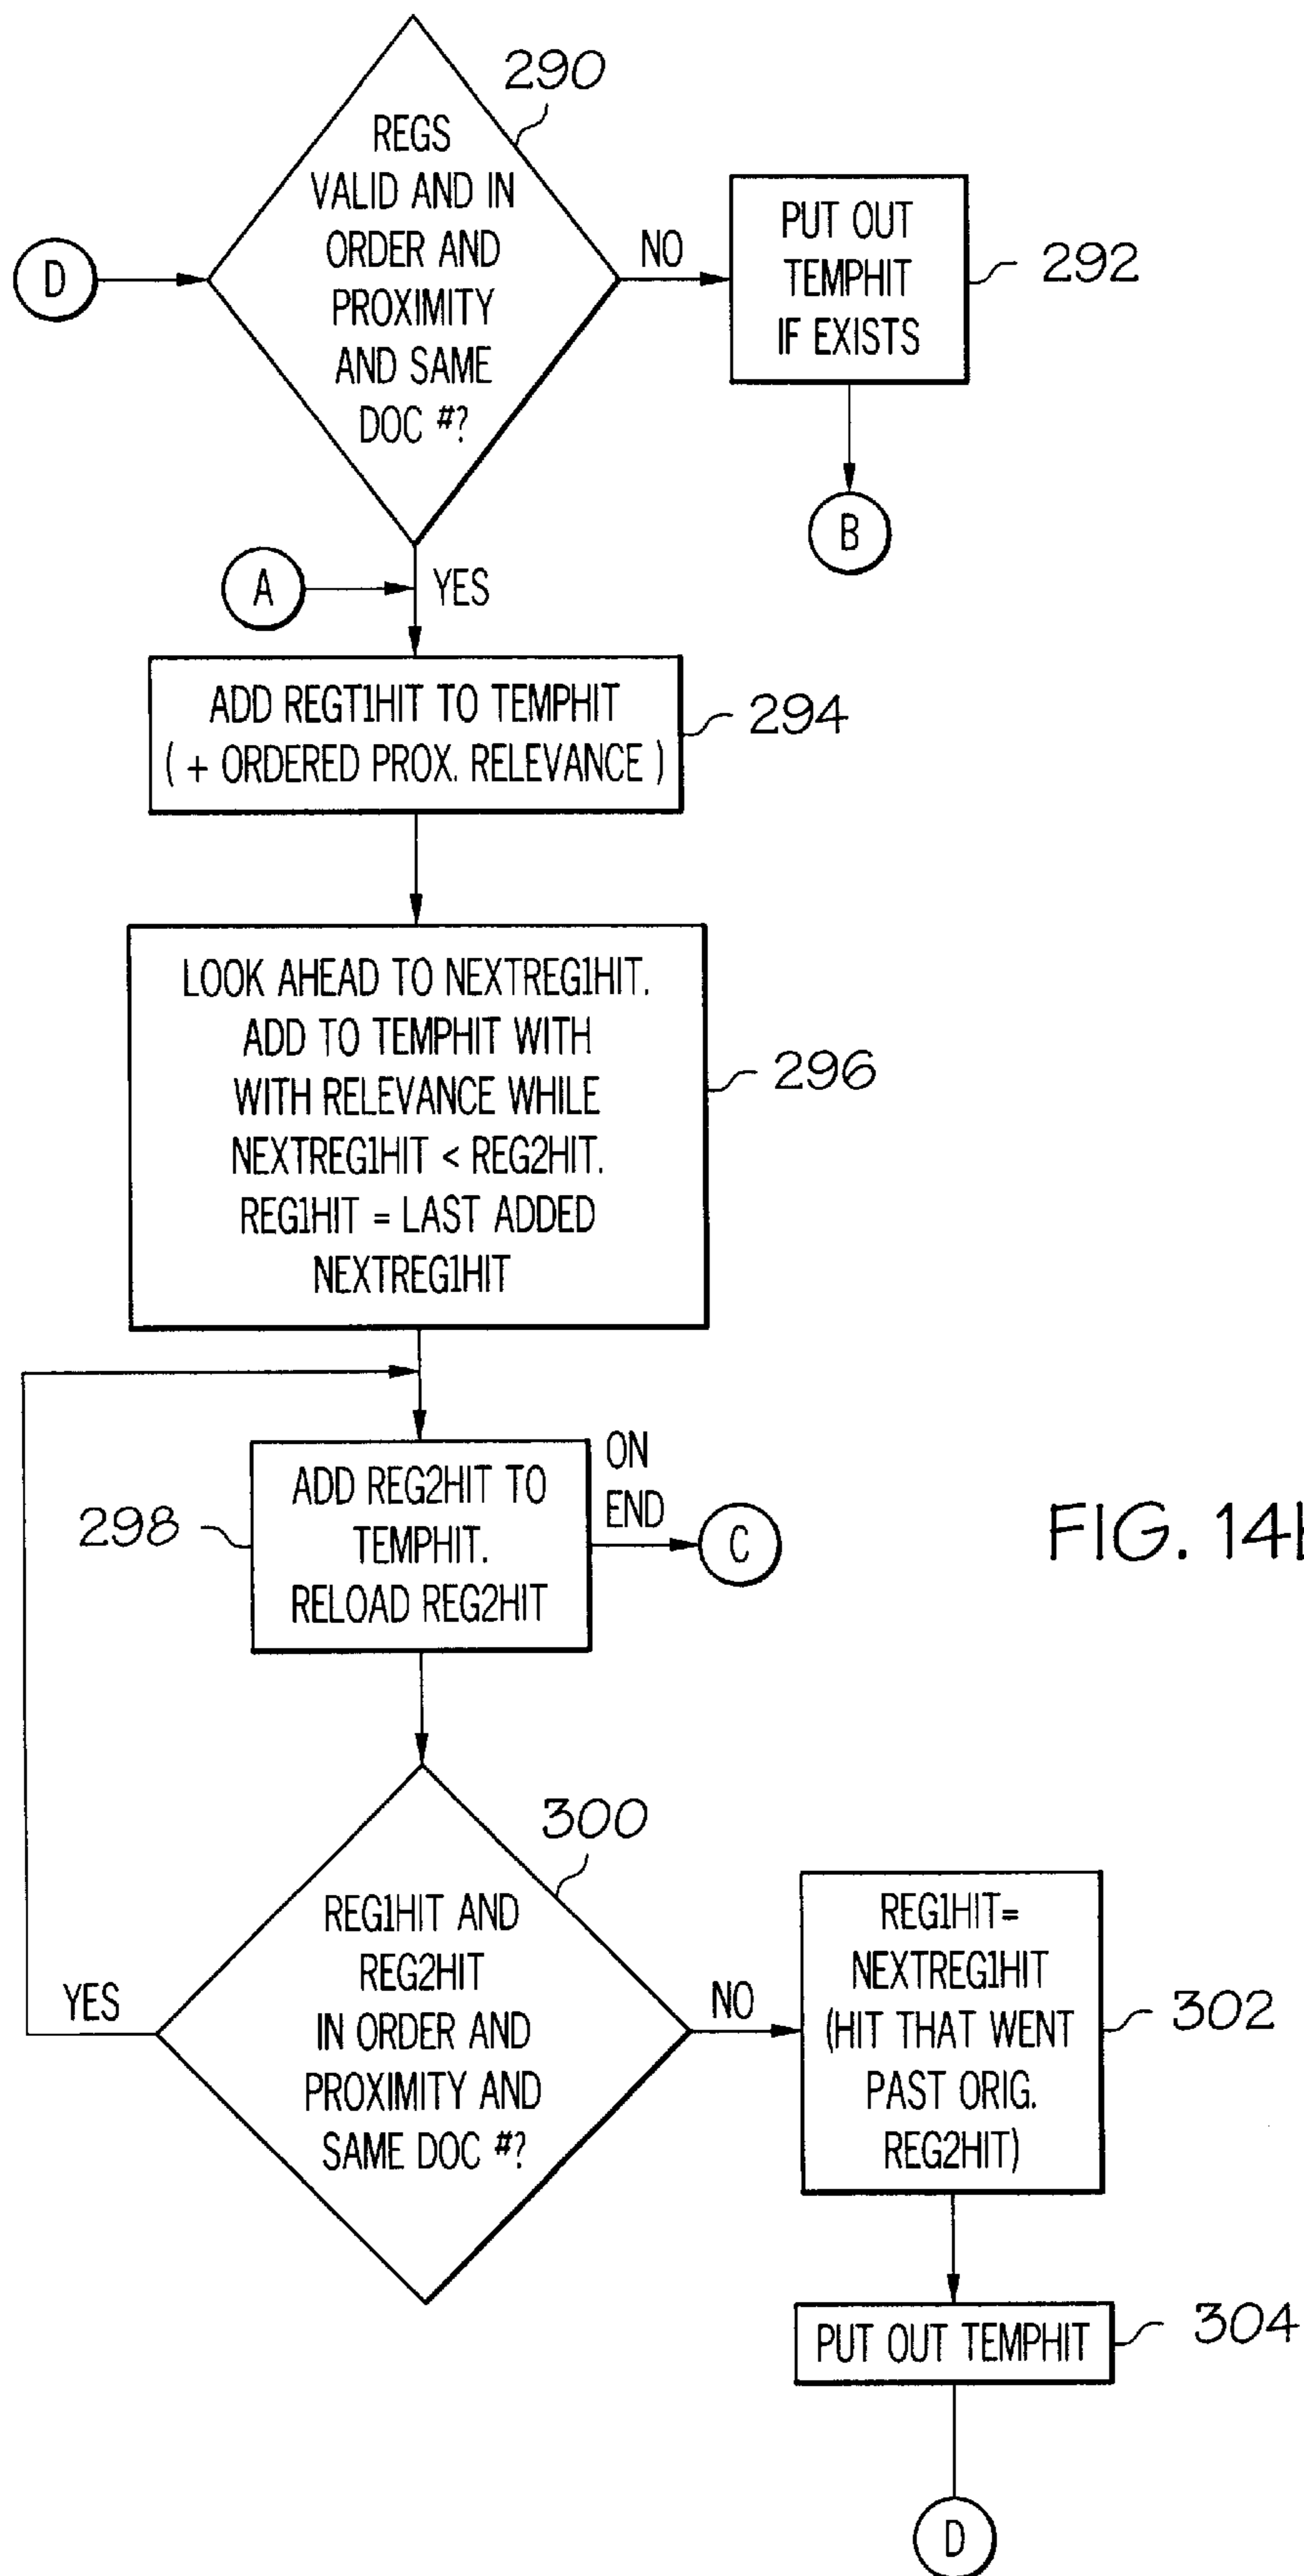 290
REGS
VALID AND IN
ORDER AND
PROXIMITY
AND SAME
DOC #?
D
NO
PUT OUT
TEMPHIT
IF EXISTS
292
B
A
YES
ADD REGT1HIT TO TEMPHIT
( + ORDERED PROX. RELEVANCE )
294
LOOK AHEAD TO NEXTREG1HIT.
ADD TO TEMPHIT WITH
WITH RELEVANCE WHILE
NEXTREG1HIT < REG2HIT.
REG1HIT = LAST ADDED
NEXTREG1HIT
296
ADD REG2HIT TO
TEMPHIT.
RELOAD REG2HIT
298
ON
END
C
FIG.
300
REG1HIT AND
REG2HIT
IN ORDER AND
PROXIMITY AND
SAME DOC #?
YES
NO
REG1HIT=
NEXTREG1HIT
(HIT THAT WENT
PAST ORIG.
REG2HIT)
302
PUT OUT TEMPHIT
304
D